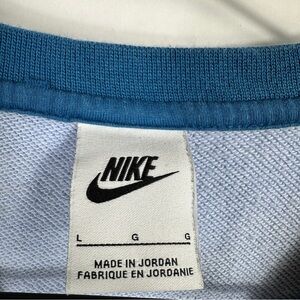 NIKE
L G G
MADE IN JORDAN
FABRIQUE EN JORDANIE